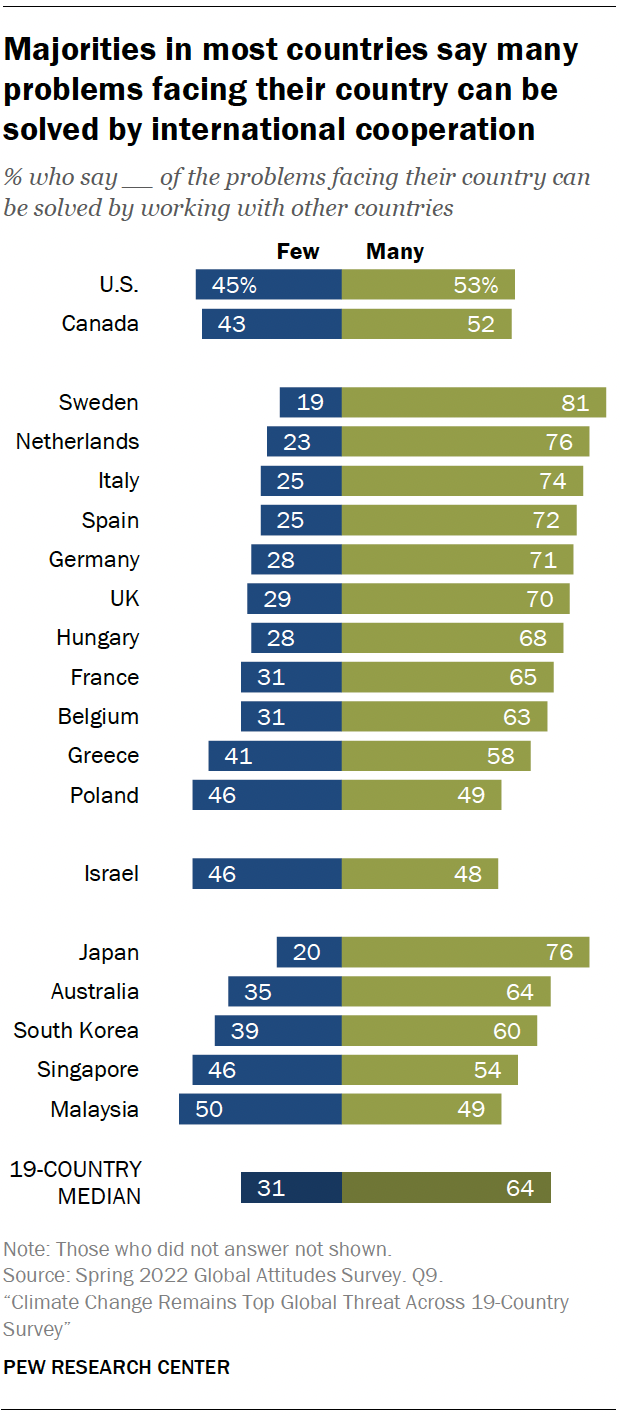 Majorities in most countries say many
problems facing their country can be
solved by international cooperation
% who say ___ of the problems facing their country can
be solved by working with other countries
Few Many
U.S. 45% 53%
Canada 43 52
Sweden 19 81
Netherlands 23 76
Italy 25 74
Spain 25 72
Germany 28 71
UK 29 70
Hungary 28 68
France 31 65
Belgium 31 63
Greece 41 58
Poland 46 49
Israel 46 48
Japan 20 76
Australia 35 64
South Korea 39 60
Singapore 46 54
Malaysia 50 49
19-COUNTRY
MEDIAN 31 64
Note: Those who did not answer not shown.
Source: Spring 2022 Global Attitudes Survey. Q9.
“Climate Change Remains Top Global Threat Across 19-Country
Survey”
PEW RESEARCH CENTER